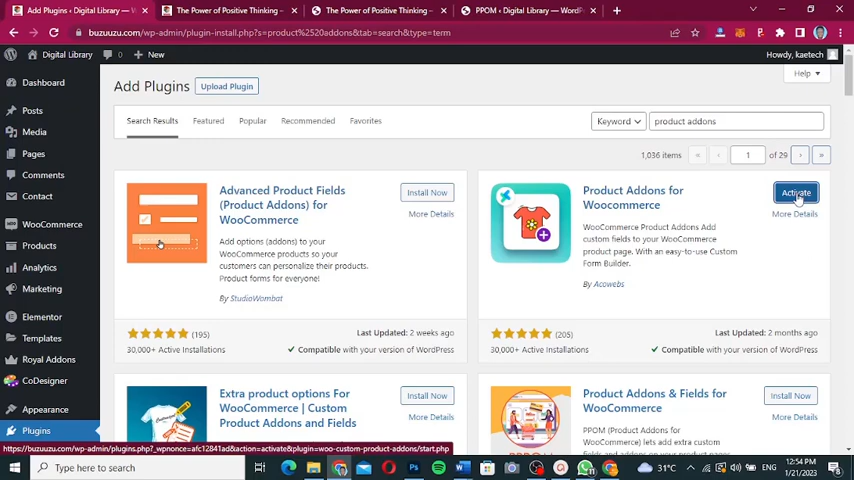 Add Plugins ‹ Digital Library — W
The Power of Positive Thinking –
The Power of Positive Thinking –
PPOM ‹ Digital Library — WordP
buzuuzu.com/wp-admin/plugin-install.php?s=product%2520addons&tab=search&type=term
Digital Library
0
New
Howdy, kaetech
Dashboard
Posts
Media
Pages
Comments
Contact
WooCommerce
Products
Analytics
Marketing
Elementor
Templates
Royal Addons
CoDesigner
Appearance
Plugins
Help
Add Plugins
Upload Plugin
Search Results
Featured
Popular
Recommended
Favorites
Keyword
product addons
1,036 items
«
‹
1
of 29
›
»
Advanced Product Fields
(Product Addons) for
WooCommerce
Install Now
More Details
Add options (addons) to your
WooCommerce products so your
customers can personalize their products.
Product forms for everyone!
By StudioWombat
(195)
Last Updated: 2 weeks ago
30,000+ Active Installations
Compatible with your version of WordPress
Product Addons for
Woocommerce
Activate
More Details
WooCommerce Product Addons Add
custom fields to your WooCommerce
product page. With an easy-to-use Custom
Form Builder.
By Acowebs
(205)
Last Updated: 2 months ago
30,000+ Active Installations
Compatible with your version of WordPress
Extra product options For
WooCommerce | Custom
Product Addons and Fields
Install Now
More Details
Product Addons & Fields for
WooCommerce
Install Now
More Details
PPOM (Product Addons for
WooCommerce) lets add extra custom
https://buzuuzu.com/wp-admin/plugins.php?_wpnonce=afc12841ad&action=activate&plugin=woo-custom-product-addons/start.php
Type here to search
31°C
12:54 PM
1/21/2023